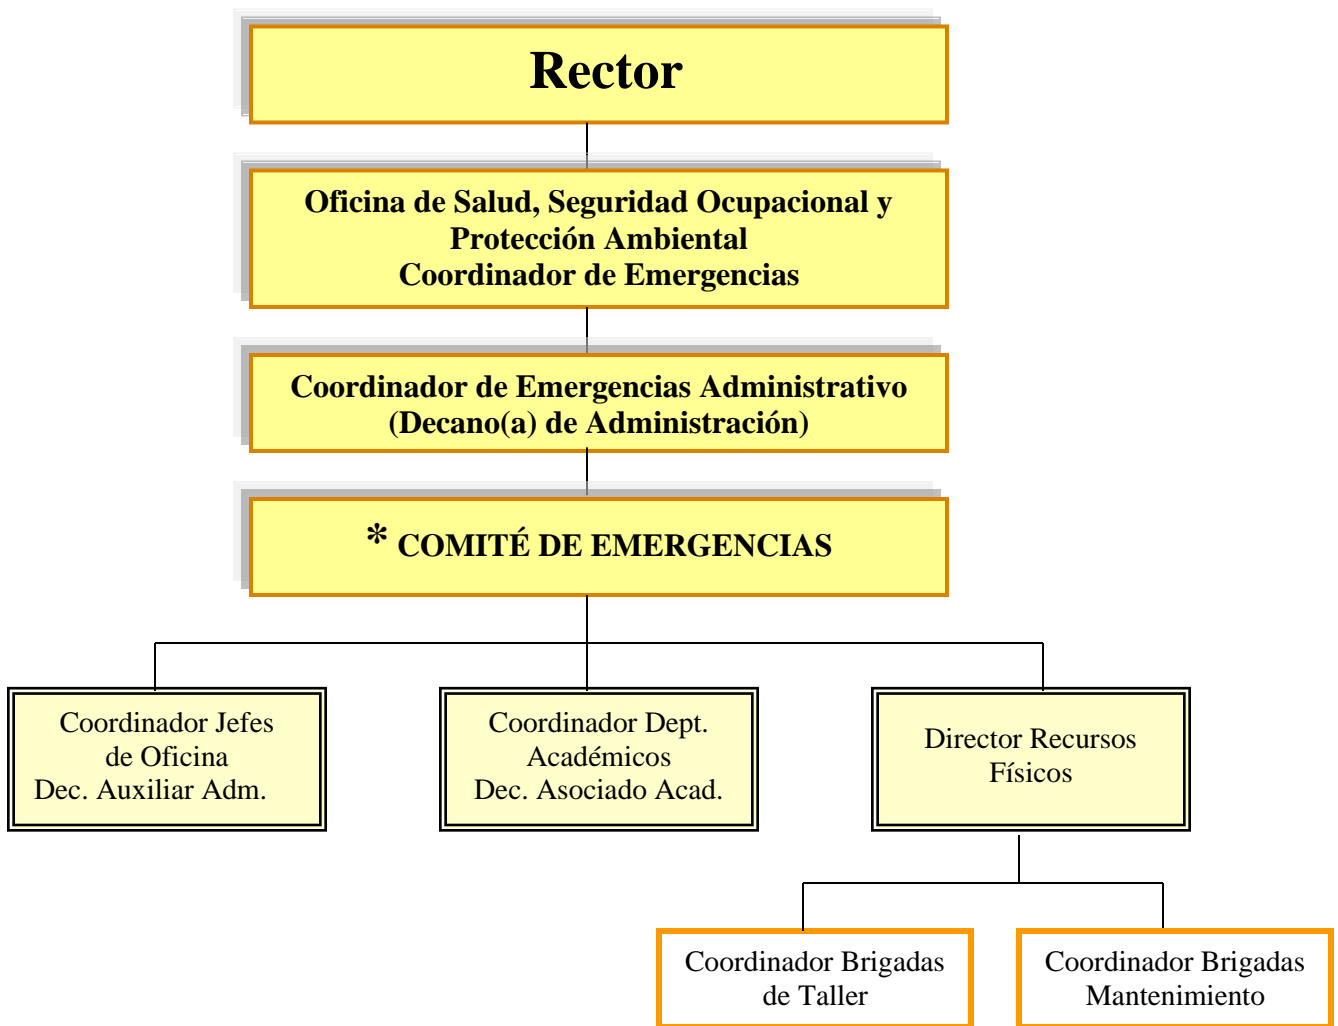 Rector
Oficina de Salud, Seguridad Ocupacional y
Protección Ambiental
Coordinador de Emergencias
Coordinador de Emergencias Administrativo
(Decano(a) de Administración)
* COMITÉ DE EMERGENCIAS
Coordinador Jefes
de Oficina
Dec. Auxiliar Adm.
Coordinador Dept.
Académicos
Dec. Asociado Acad.
Director Recursos
Físicos
Coordinador Brigadas
de Taller
Coordinador Brigadas
Mantenimiento